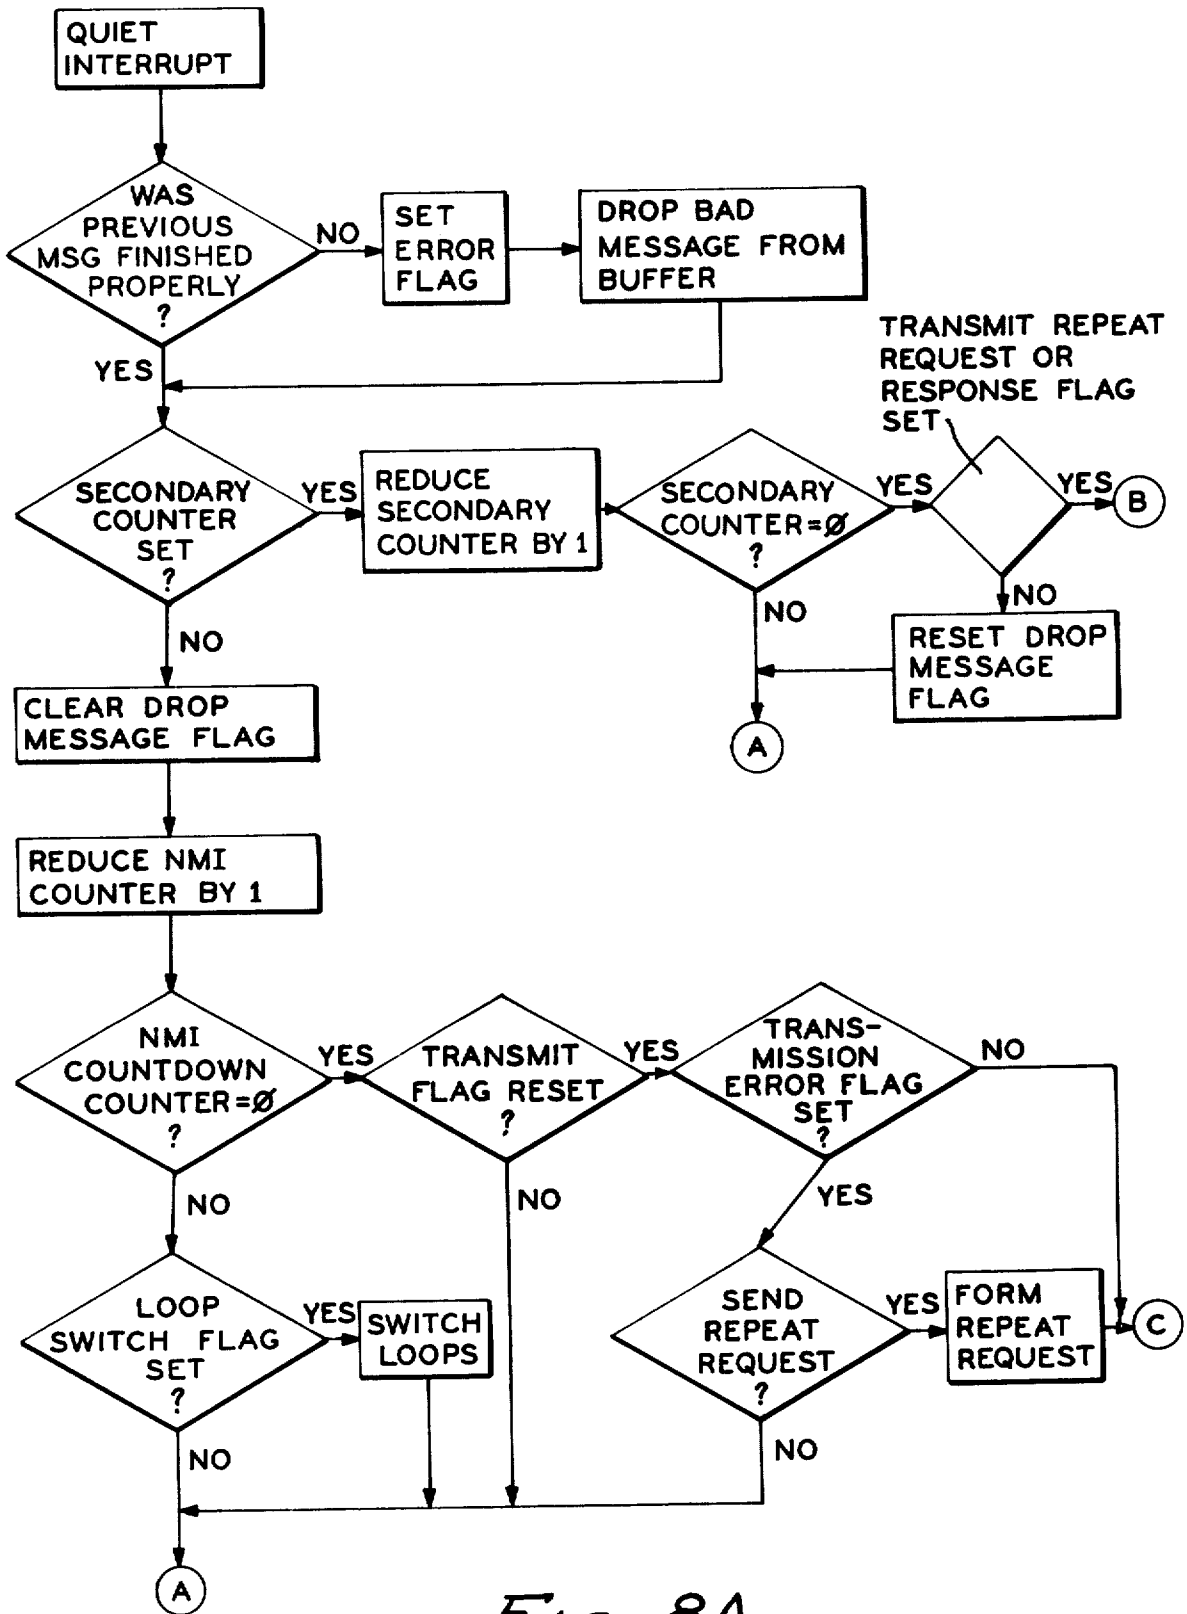 QUIET
INTERRUPT
WAS
PREVIOUS
MSG FINISHED
PROPERLY
?
NO
SET
ERROR
FLAG
DROP BAD
MESSAGE FROM
BUFFER
YES
TRANSMIT REPEAT
REQUEST OR
RESPONSE FLAG
SET
SECONDARY
COUNTER
SET
?
YES
REDUCE
SECONDARY
COUNTER BY 1
SECONDARY
COUNTER=Ø
?
YES
YES
B
NO
NO
NO
RESET DROP
MESSAGE
FLAG
A
CLEAR DROP
MESSAGE FLAG
REDUCE NMI
COUNTER BY 1
NMI
COUNTDOWN
COUNTER=Ø
?
YES
TRANSMIT
FLAG RESET
?
YES
TRANS-
MISSION
ERROR FLAG
SET
?
NO
NO
NO
YES
LOOP
SWITCH FLAG
SET
?
YES
SWITCH
LOOPS
SEND
REPEAT
REQUEST
?
YES
FORM
REPEAT
REQUEST
C
NO
NO
A
FIG. 8A